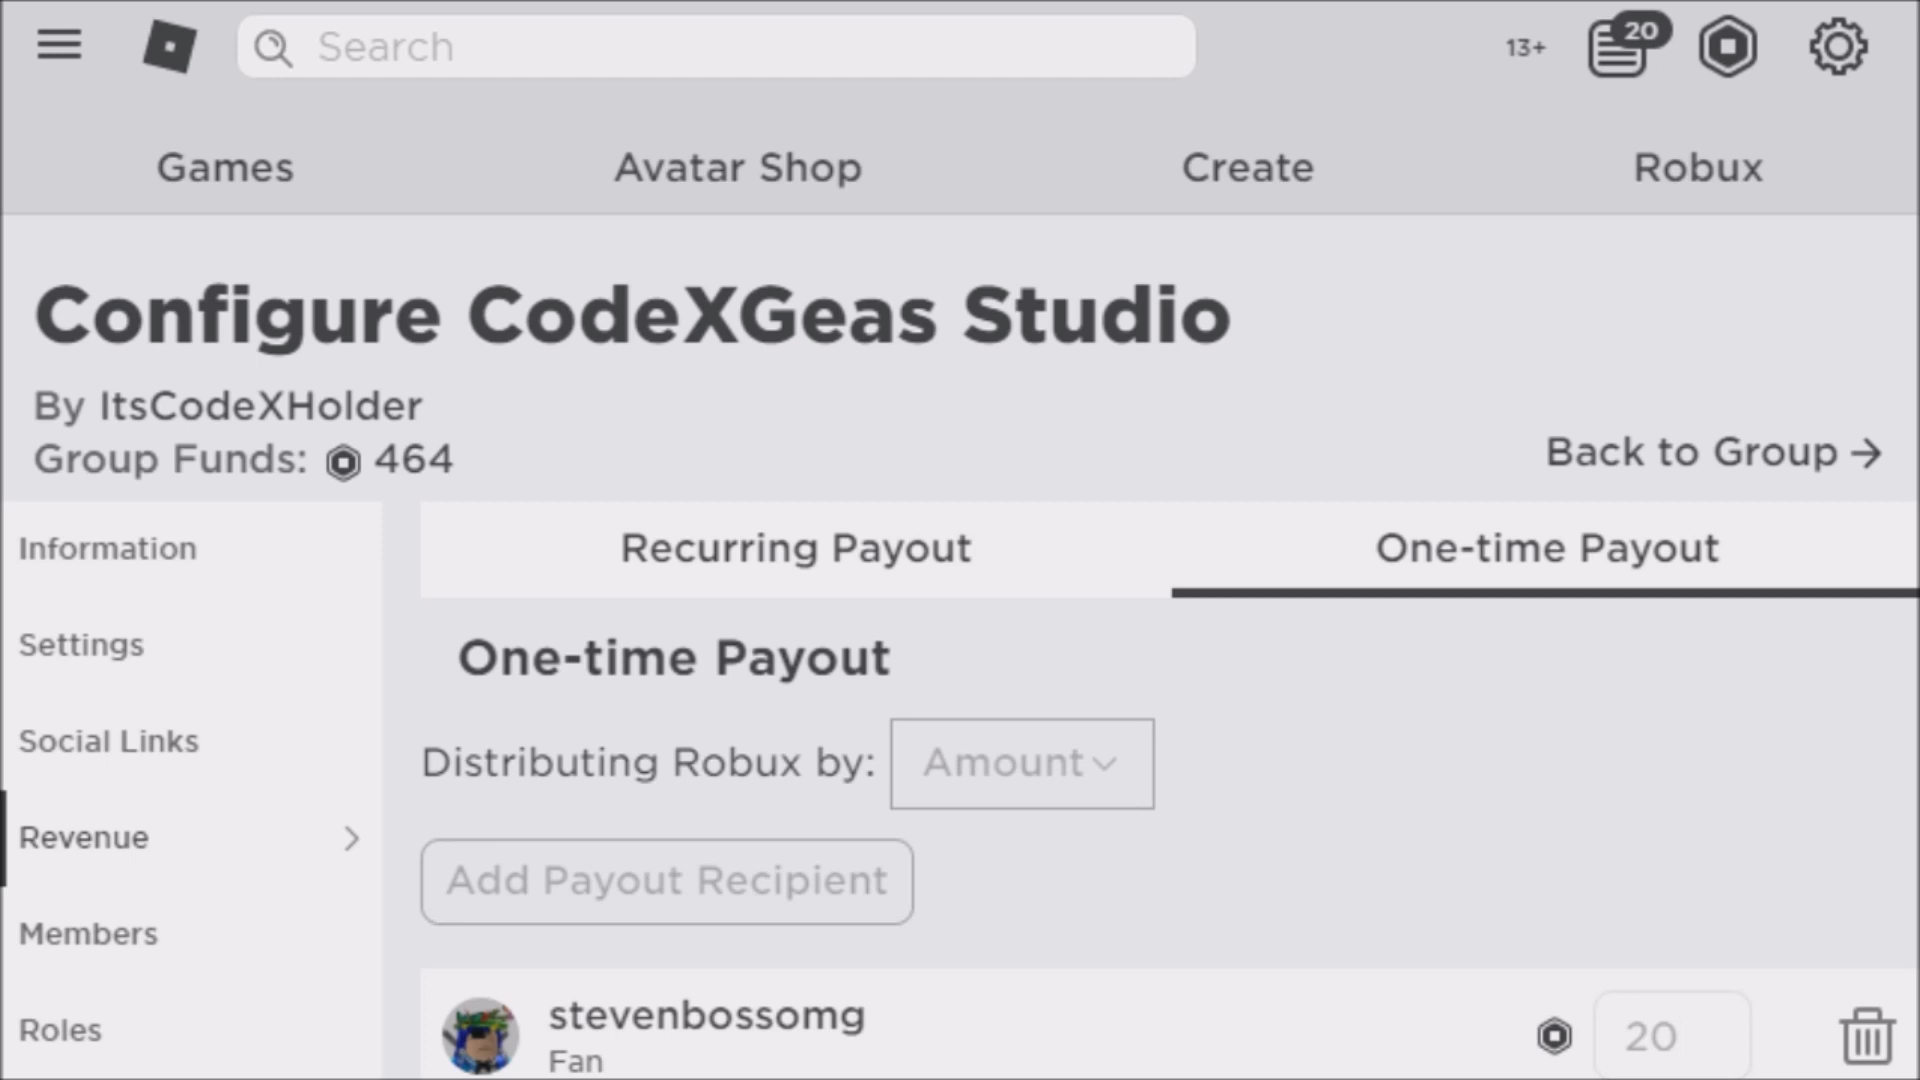 Search
13+
20
Games
Avatar Shop
Create
Robux
Configure CodeXGeas Studio
By ItsCodeXHolder
Group Funds: 464
Back to Group
Information
Settings
Social Links
Revenue
Members
Roles
Recurring Payout
One-time Payout
One-time Payout
Distributing Robux by: Amount
Add Payout Recipient
stevenbossomg
Fan
20